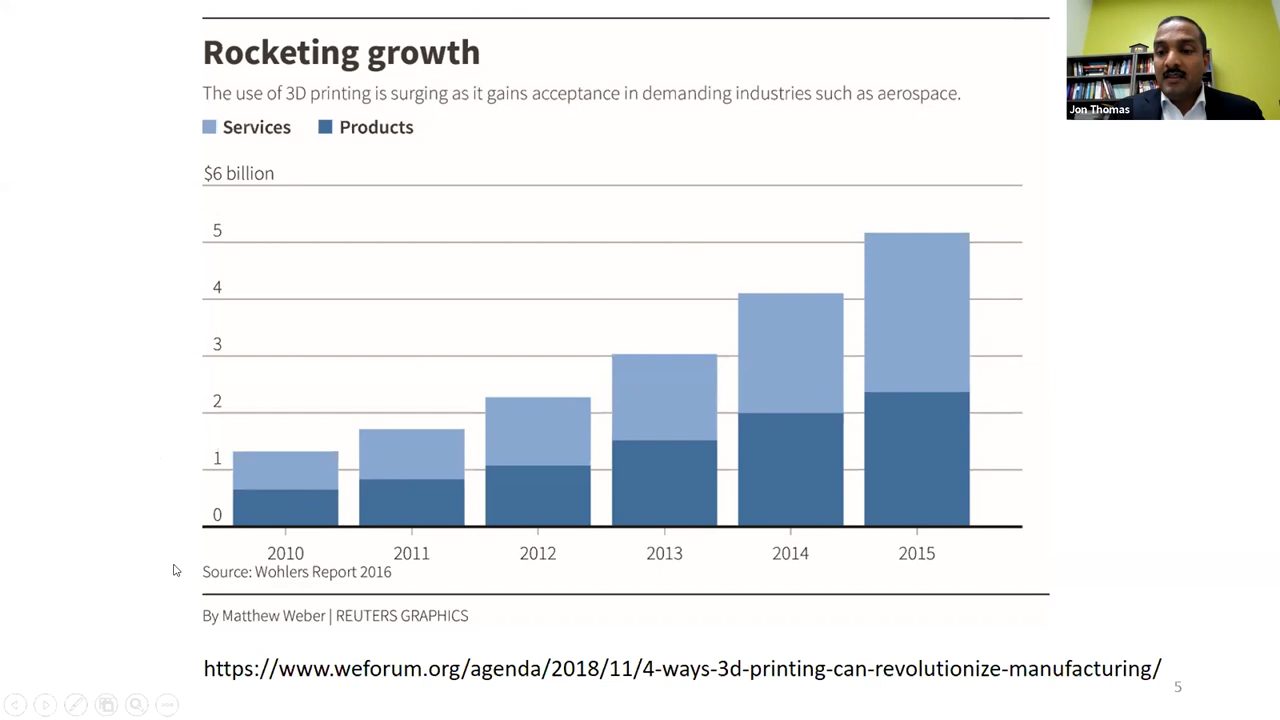 Rocketing growth
The use of 3D printing is surging as it gains acceptance in demanding industries such as aerospace.
Services Products
$6 billion
5
4
3
2
1
0
2010 2011 2012 2013 2014 2015
Source: Wohlers Report 2016
By Matthew Weber | REUTERS GRAPHICS
https://www.weforum.org/agenda/2018/11/4-ways-3d-printing-can-revolutionize-manufacturing/
5
Jon Thomas